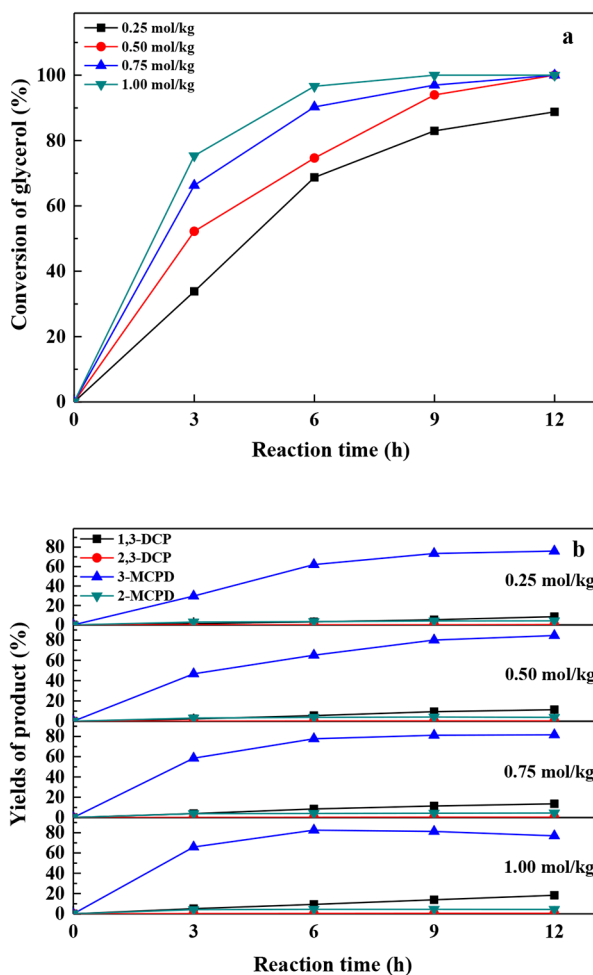 a
0.25 mol/kg
0.50 mol/kg
0.75 mol/kg
1.00 mol/kg
100
80
60
40
20
0
Conversion of glycerol (%)
0 3 6 9 12
Reaction time (h)
b
1,3-DCP
2,3-DCP
3-MCPD
2-MCPD
80
60
40
20
0
0.25 mol/kg
80
60
40
20
0
0.50 mol/kg
80
60
40
20
0
0.75 mol/kg
80
60
40
20
0
1.00 mol/kg
Yields of product (%)
0 3 6 9 12
Reaction time (h)